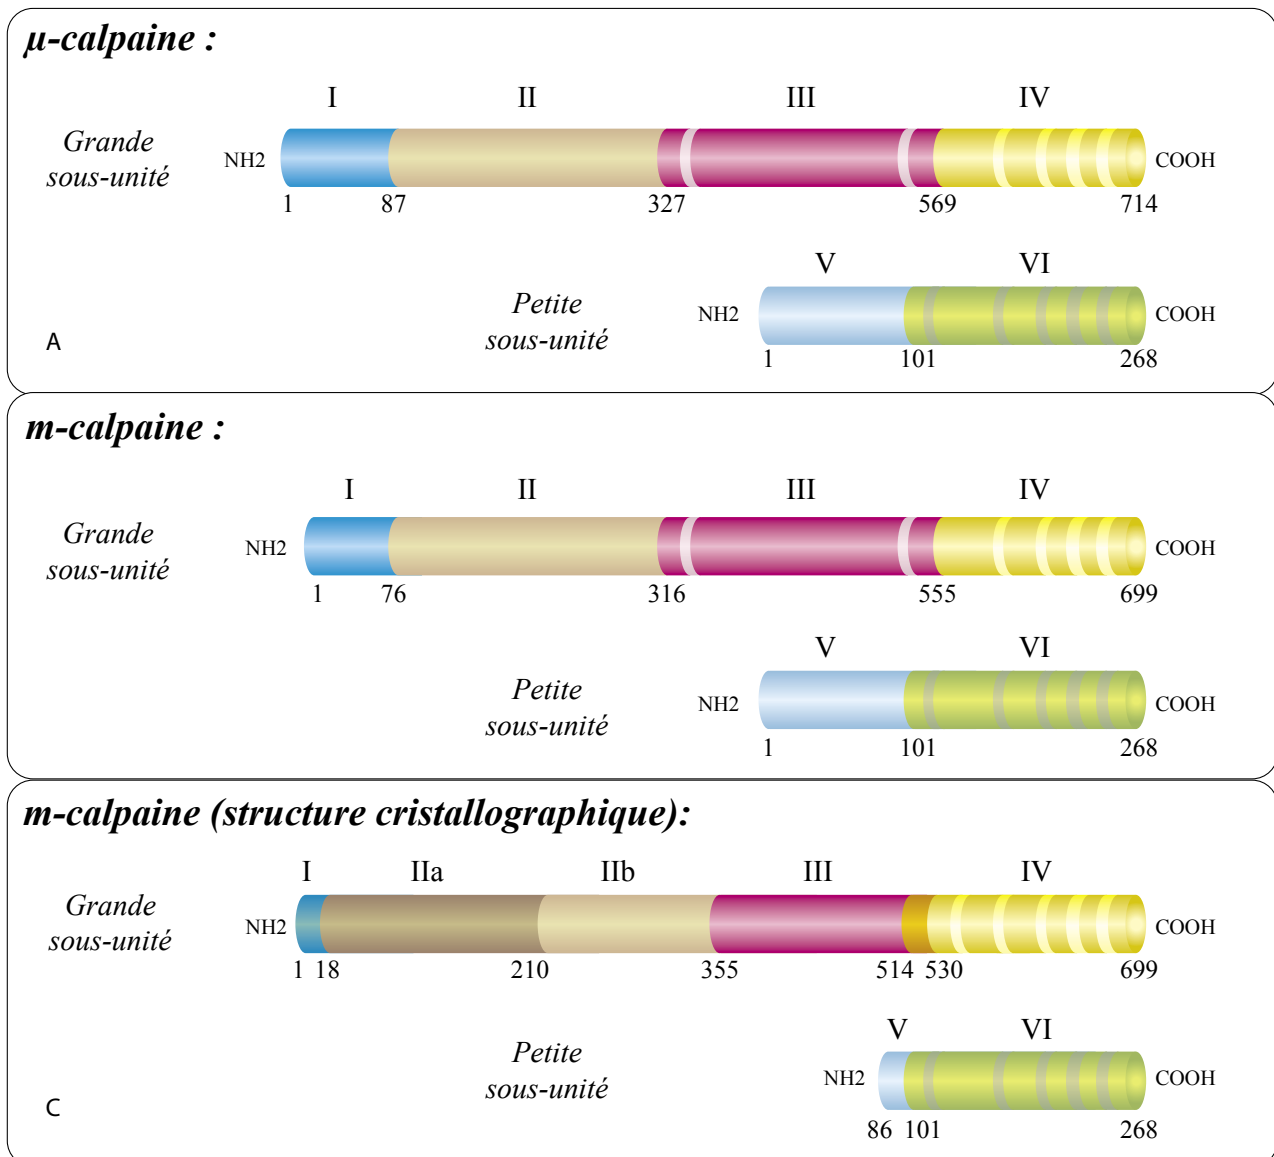 µ-calpaine :
I II III IV
Grande
sous-unité
NH2 COOH
1 87 327 569 714
V VI
Petite
sous-unité
NH2 COOH
1 101 268
A
m-calpaine :
I II III IV
Grande
sous-unité
NH2 COOH
1 76 316 555 699
V VI
Petite
sous-unité
NH2 COOH
1 101 268
m-calpaine (structure cristallographique):
I IIa IIb III IV
Grande
sous-unité
NH2 COOH
1 18 210 355 514 530 699
V VI
Petite
sous-unité
NH2 COOH
86 101 268
C